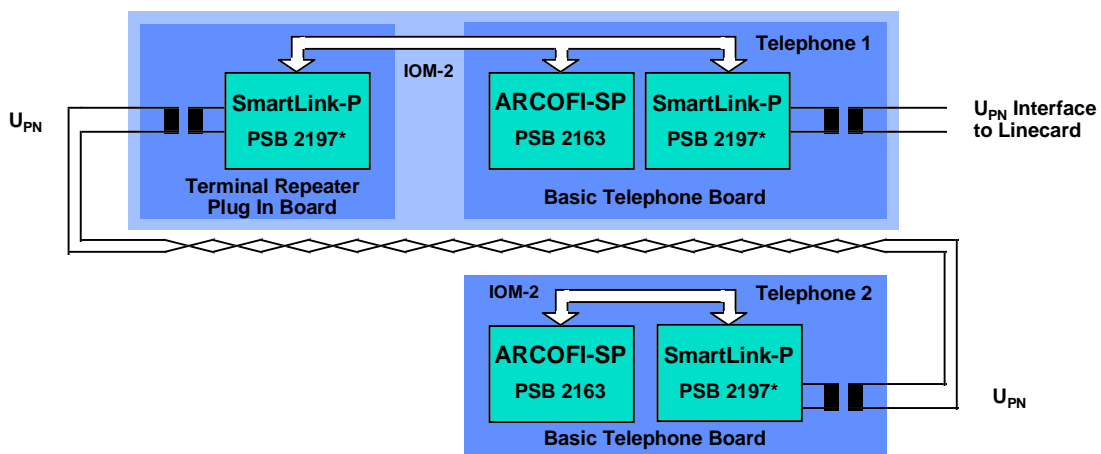 Telephone 1
IOM-2
SmartLink-P
PSB 2197*
ARCOFI-SP
PSB 2163
SmartLink-P
PSB 2197*
UPN
UPN Interface
to Linecard
Terminal Repeater
Plug In Board
Basic Telephone Board
IOM-2
Telephone 2
ARCOFI-SP
PSB 2163
SmartLink-P
PSB 2197*
UPN
Basic Telephone Board